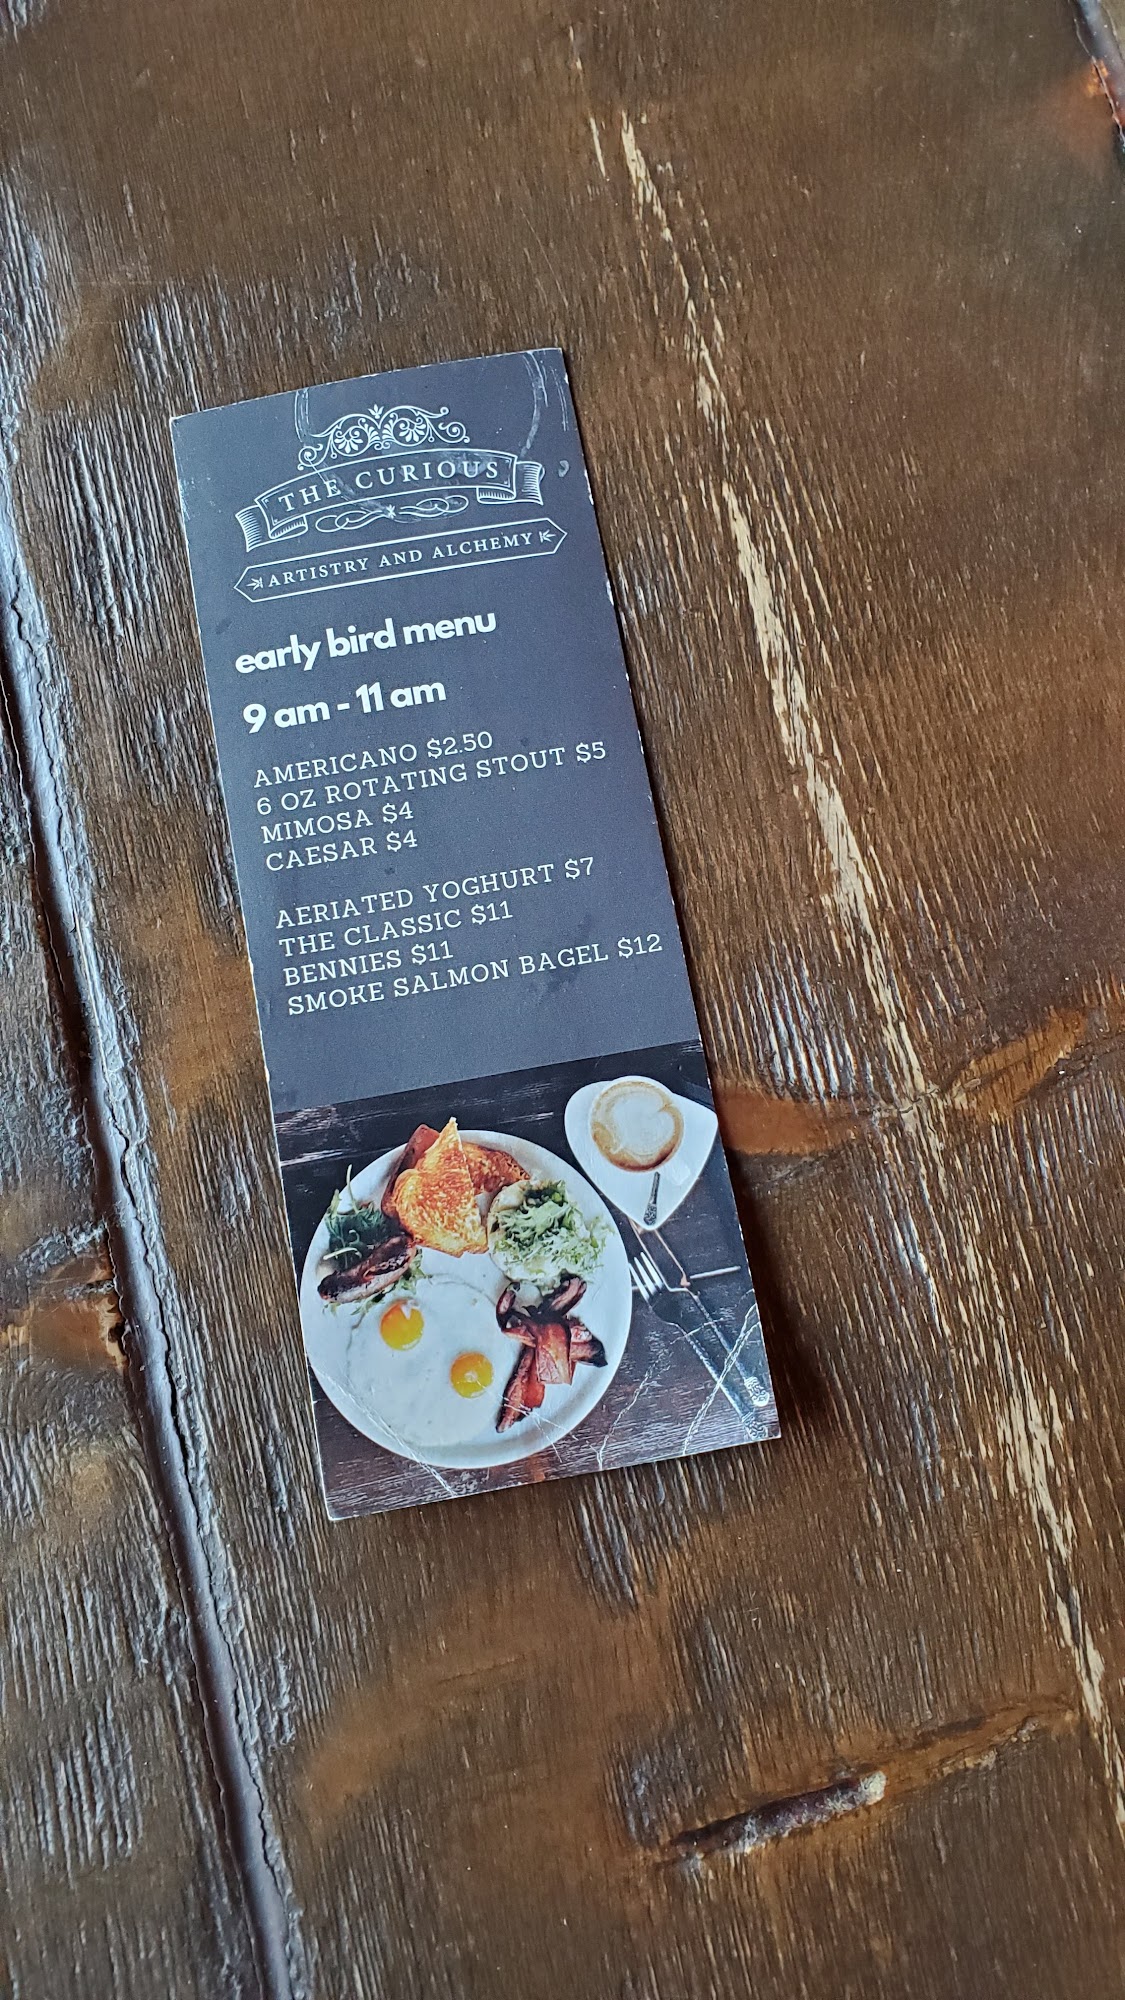 THE CURIOUS
ARTISTRY AND ALCHEMY
early bird menu
9 am - 11 am
AMERICANO $2.50
6 OZ ROTATING STOUT $5
MIMOSA $4
CAESAR $4
AERIATED YOGHURT $7
THE CLASSIC $11
BENNIES $11
SMOKE SALMON BAGEL $12